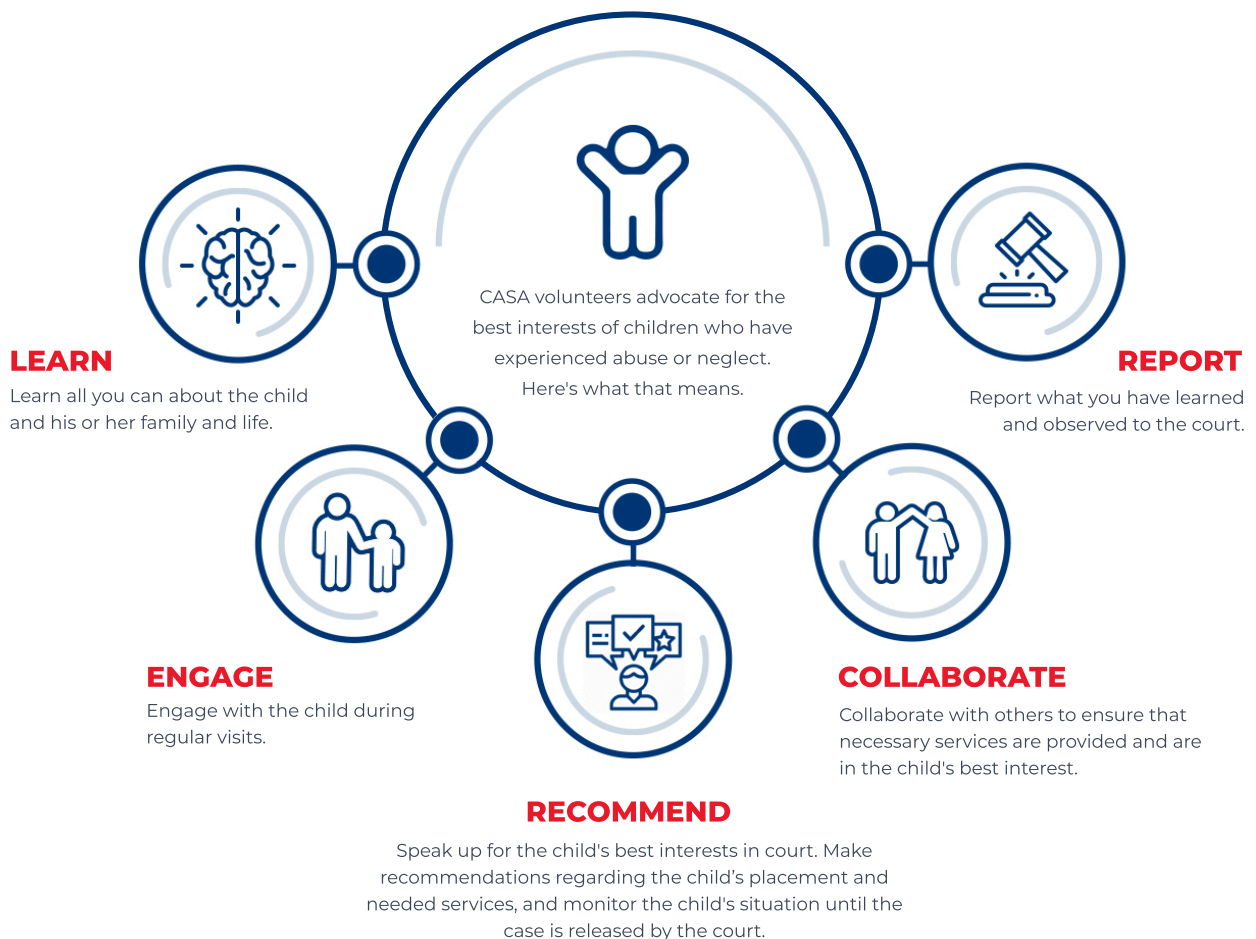 CASA volunteers advocate for the
best interests of children who have
experienced abuse or neglect.
Here's what that means.
LEARN
Learn all you can about the child
and his or her family and life.
ENGAGE
Engage with the child during
regular visits.
RECOMMEND
Speak up for the child's best interests in court. Make
recommendations regarding the child’s placement and
needed services, and monitor the child's situation until the
case is released by the court.
COLLABORATE
Collaborate with others to ensure that
necessary services are provided and are
in the child's best interest.
REPORT
Report what you have learned
and observed to the court.